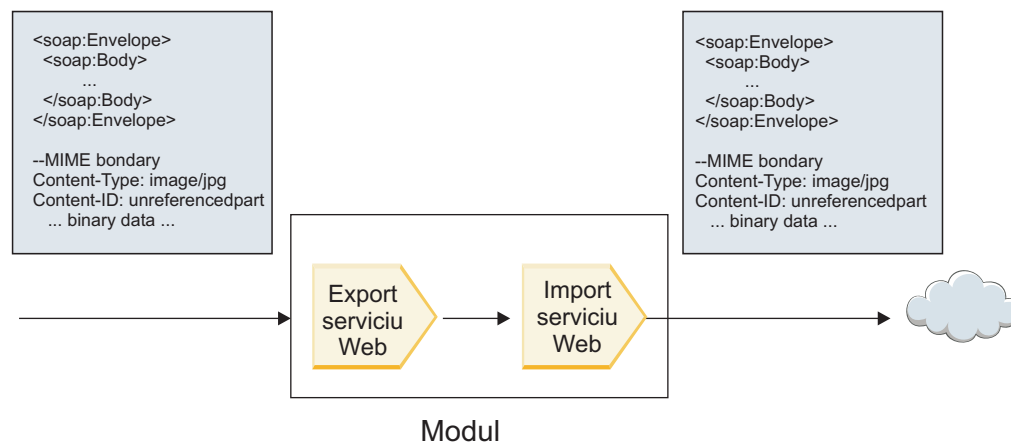 <soap:Envelope>
<soap:Body>
...
</soap:Body>
</soap:Envelope>
--MIME bondary
Content-Type: image/jpg
Content-ID: unreferencedpart
... binary data ...
<soap:Envelope>
<soap:Body>
...
</soap:Body>
</soap:Envelope>
--MIME bondary
Content-Type: image/jpg
Content-ID: unreferencedpart
... binary data ...
Export
serviciu
Web
Import
serviciu
Web
Modul